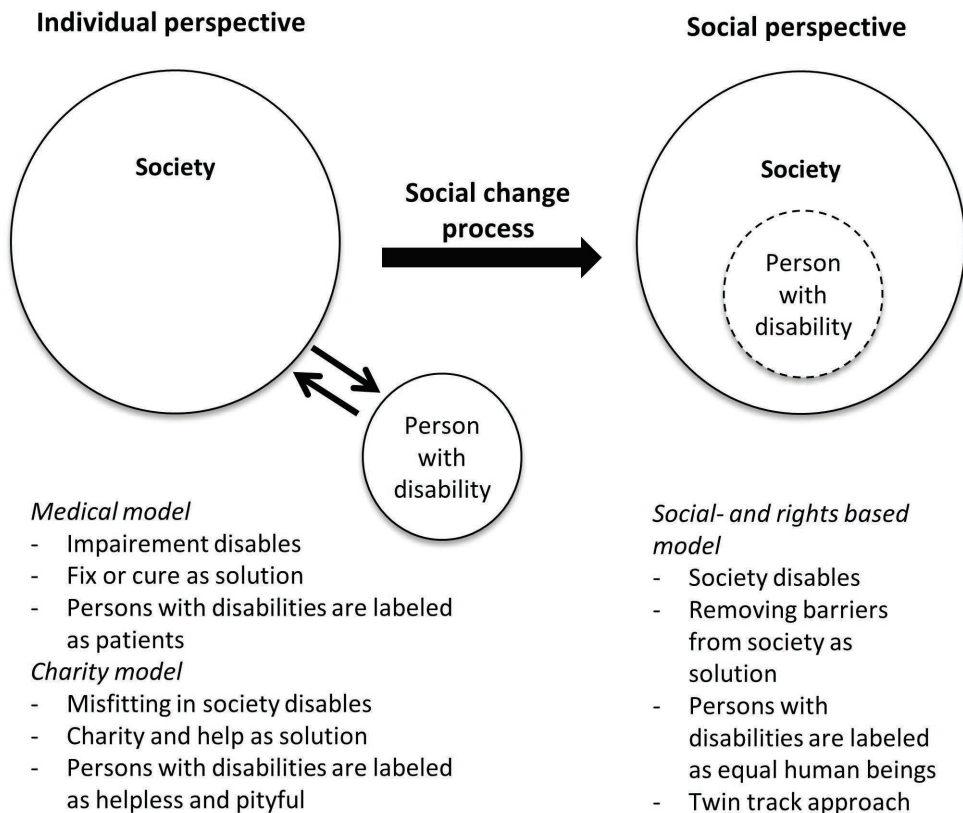 Individual perspective
Society
Person
with
disability
Medical model
- Impairement disables
- Fix or cure as solution
- Persons with disabilities are labeled
as patients
Charity model
- Misfitting in society disables
- Charity and help as solution
- Persons with disabilities are labeled
as helpless and pityful
Social change
process
Social perspective
Society
Person
with
disability
Social- and rights based
model
- Society disables
- Removing barriers
from society as
solution
- Persons with
disabilities are labeled
as equal human beings
- Twin track approach